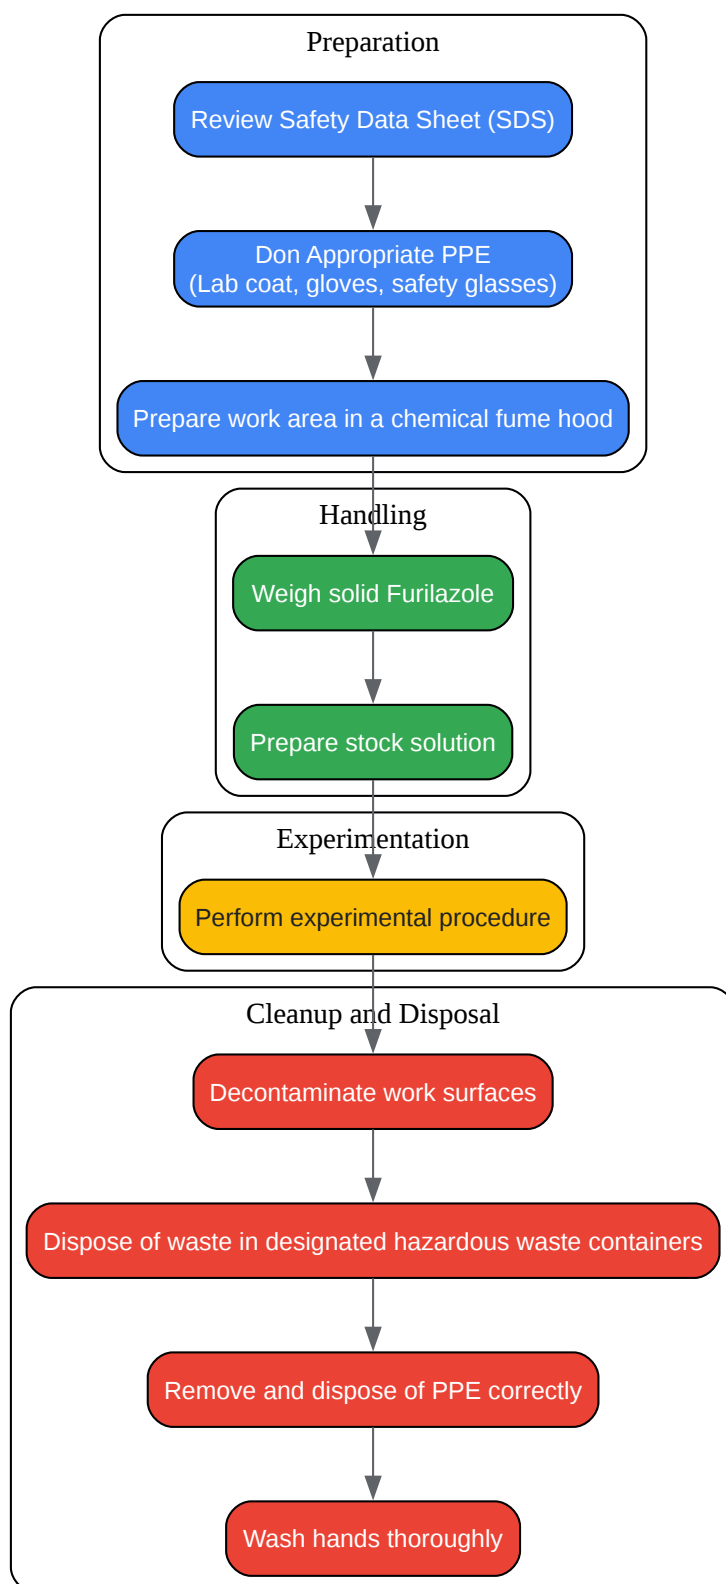 Preparation
Review Safety Data Sheet (SDS)
Don Appropriate PPE
(Lab coat, gloves, safety glasses)
Prepare work area in a chemical fume hood
Handling
Weigh solid Furilazole
Prepare stock solution
Experimentation
Perform experimental procedure
Cleanup and Disposal
Decontaminate work surfaces
Dispose of waste in designated hazardous waste containers
Remove and dispose of PPE correctly
Wash hands thoroughly